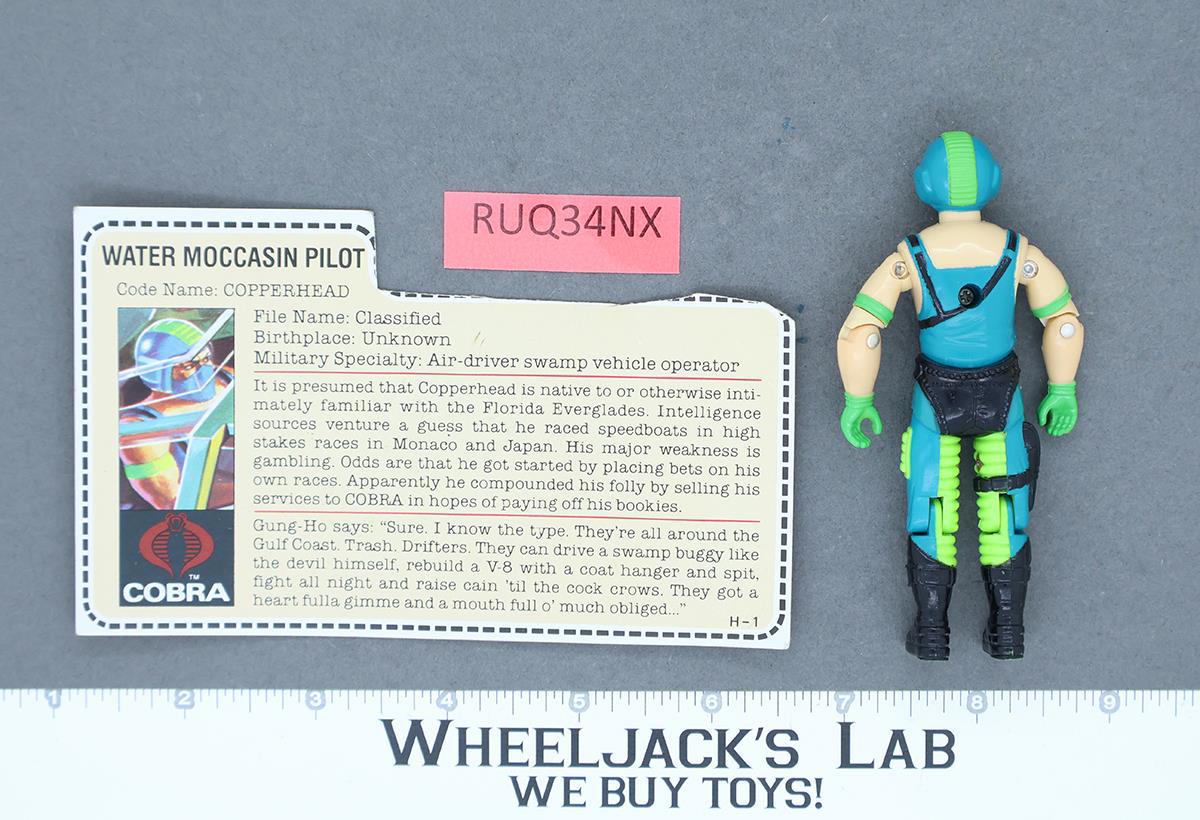 RUQ34NX
WATER MOCCASIN PILOT
Code Name: COPPERHEAD
File Name: Classified
Birthplace: Unknown
Military Specialty: Air-driver swamp vehicle operator
It is presumed that Copperhead is native to or otherwise inti-
mately familiar with the Florida Everglades. Intelligence
sources venture a guess that he raced speedboats in high
stakes races in Monaco and Japan. His major weakness is
gambling. Odds are that he got started by placing bets on his
own races. Apparently he compounded his folly by selling his
services to COBRA in hopes of paying off his bookies.
Gung-Ho says: “Sure. I know the type. They're all around the
Gulf Coast. Trash. Drifters. They can drive a swamp buggy like
the devil himself, rebuild a V-8 with a coat hanger and spit,
fight all night and raise cain 'til the cock crows. They got a
heart fulla gimme and a mouth full o' much obliged...”
TM
COBRA
H-1
1 2 3 4 5 6 7 8 9
WHEELJACK'S LAB
WE BUY TOYS!